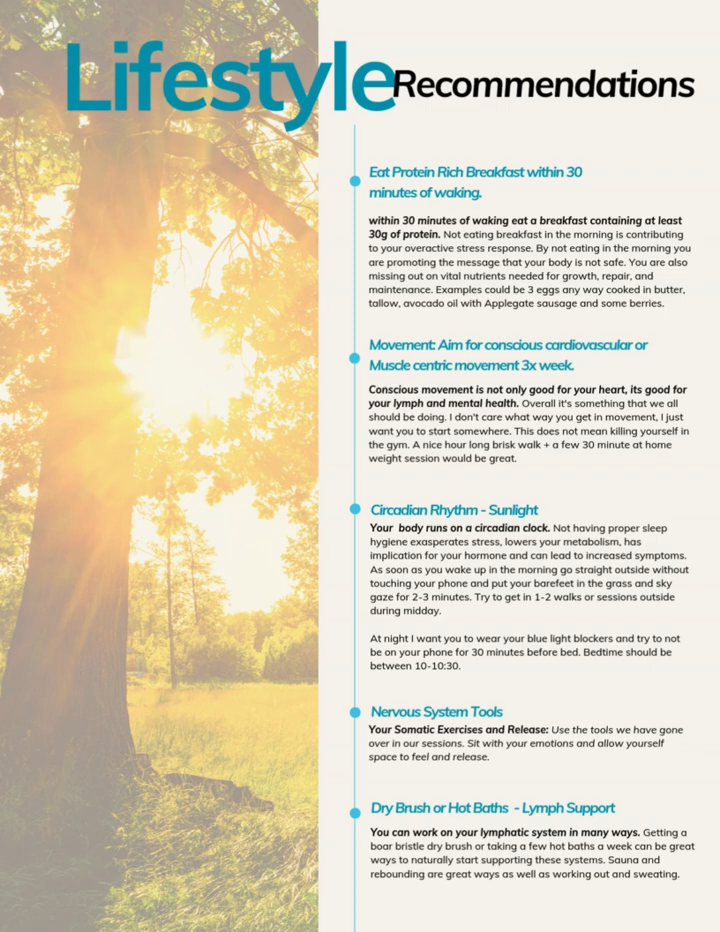 Lifestyle Recommendations
Eat Protein Rich Breakfast within 30
minutes of waking.
within 30 minutes of waking eat a breakfast containing at least
30g of protein. Not eating breakfast in the morning is contributing
to your overactive stress response. By not eating in the morning you
are promoting the message that your body is not safe. You are also
missing out on vital nutrients needed for growth, repair, and
maintenance. Examples could be 3 eggs any way cooked in butter,
tallow, avocado oil with Applegate sausage and some berries.
Movement: Aim for conscious cardiovascular or
Muscle centric movement 3x week.
Conscious movement is not only good for your heart, its good for
your lymph and mental health. Overall it's something that we all
should be doing. I don't care what way you get in movement, I just
want you to start somewhere. This does not mean killing yourself in
the gym. A nice hour long brisk walk + a few 30 minute at home
weight session would be great.
Circadian Rhythm - Sunlight
Your body runs on a circadian clock. Not having proper sleep
hygiene exasperates stress, lowers your metabolism, has
implication for your hormone and can lead to increased symptoms.
As soon as you wake up in the morning go straight outside without
touching your phone and put your barefeet in the grass and sky
gaze for 2-3 minutes. Try to get in 1-2 walks or sessions outside
during midday.
At night I want you to wear your blue light blockers and try to not
be on your phone for 30 minutes before bed. Bedtime should be
between 10-10:30.
Nervous System Tools
Your Somatic Exercises and Release: Use the tools we have gone
over in our sessions. Sit with your emotions and allow yourself
space to feel and release.
Dry Brush or Hot Baths - Lymph Support
You can work on your lymphatic system in many ways. Getting a
boar bristle dry brush or taking a few hot baths a week can be great
ways to naturally start supporting these systems. Sauna and
rebounding are great ways as well as working out and sweating.